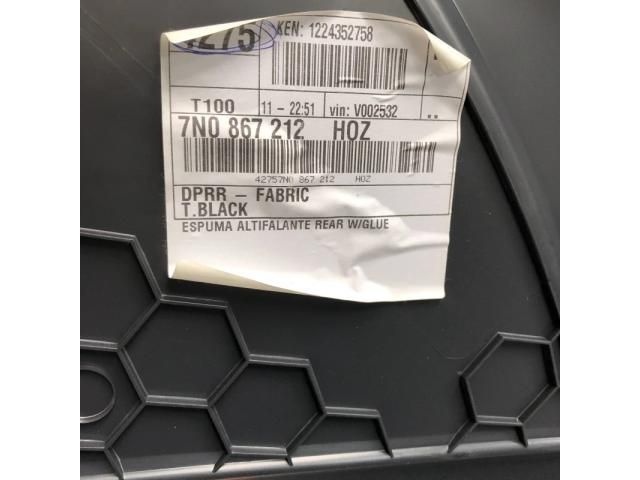 4275
KEN: 1224352758
T100
11 - 22:51
vin: V002532
..
7N0 867 212 HOZ
42757N0 867 212 HOZ
DPRR - FABRIC
T.BLACK
ESPUMA ALTIFALANTE REAR W/GLUE